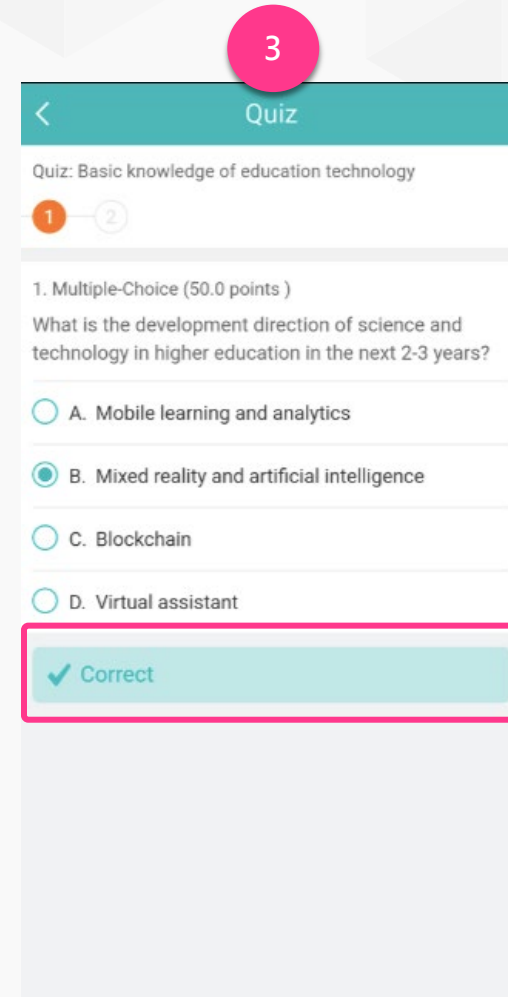 3
Quiz
Quiz: Basic knowledge of education technology
1 2
1. Multiple-Choice (50.0 points )
What is the development direction of science and
technology in higher education in the next 2-3 years?
A. Mobile learning and analytics
B. Mixed reality and artificial intelligence
C. Blockchain
D. Virtual assistant
Correct